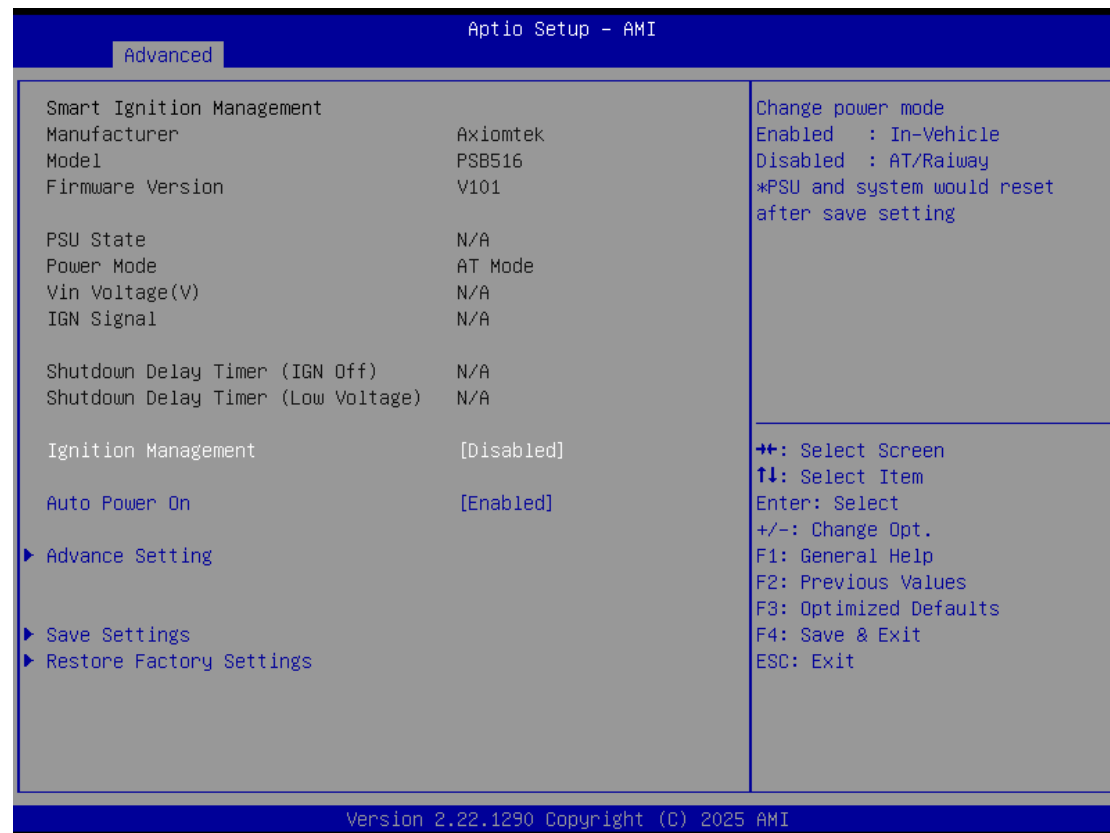 Aptio Setup – AMI
Advanced
Smart Ignition Management
Manufacturer Axiomtek
Model PSB516
Firmware Version V101
PSU State N/A
Power Mode AT Mode
Vin Voltage(V) N/A
IGN Signal N/A
Shutdown Delay Timer (IGN Off) N/A
Shutdown Delay Timer (Low Voltage) N/A
Ignition Management [Disabled]
Auto Power On [Enabled]
▶ Advance Setting
▶ Save Settings
▶ Restore Factory Settings
Change power mode
Enabled : In-Vehicle
Disabled : AT/Raiway
*PSU and system would reset
after save setting
→←: Select Screen
↑↓: Select Item
Enter: Select
+/-: Change Opt.
F1: General Help
F2: Previous Values
F3: Optimized Defaults
F4: Save & Exit
ESC: Exit
Version 2.22.1290 Copyright (C) 2025 AMI